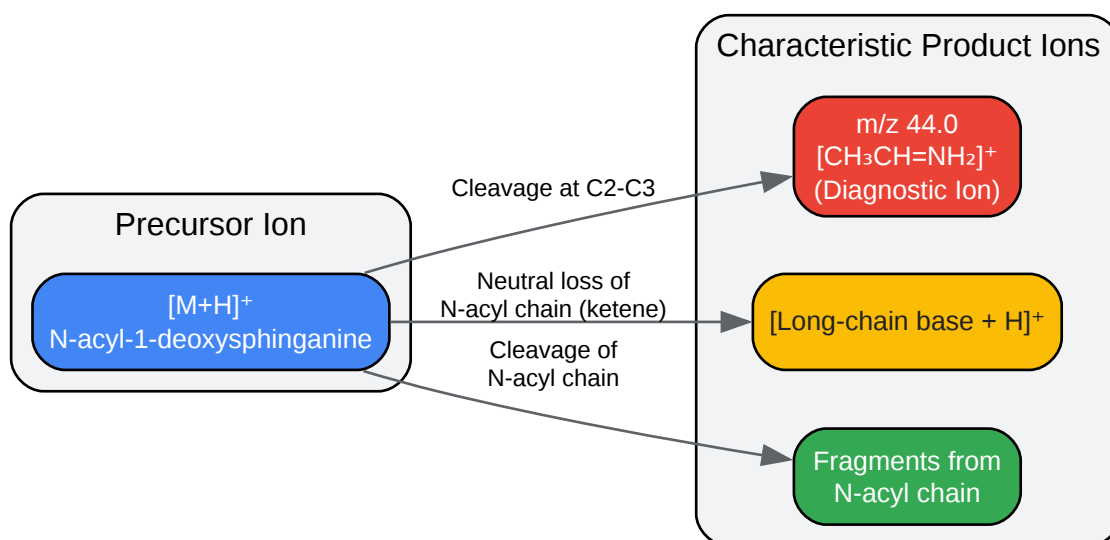 Characteristic Product Ions
m/z 44.0
[CH₃CH=NH₂]⁺
(Diagnostic Ion)
Cleavage at C2-C3
Precursor Ion
[M+H]⁺
N-acyl-1-deoxysphinganine
Neutral loss of
N-acyl chain (ketene)
[Long-chain base + H]⁺
Cleavage of
N-acyl chain
Fragments from
N-acyl chain